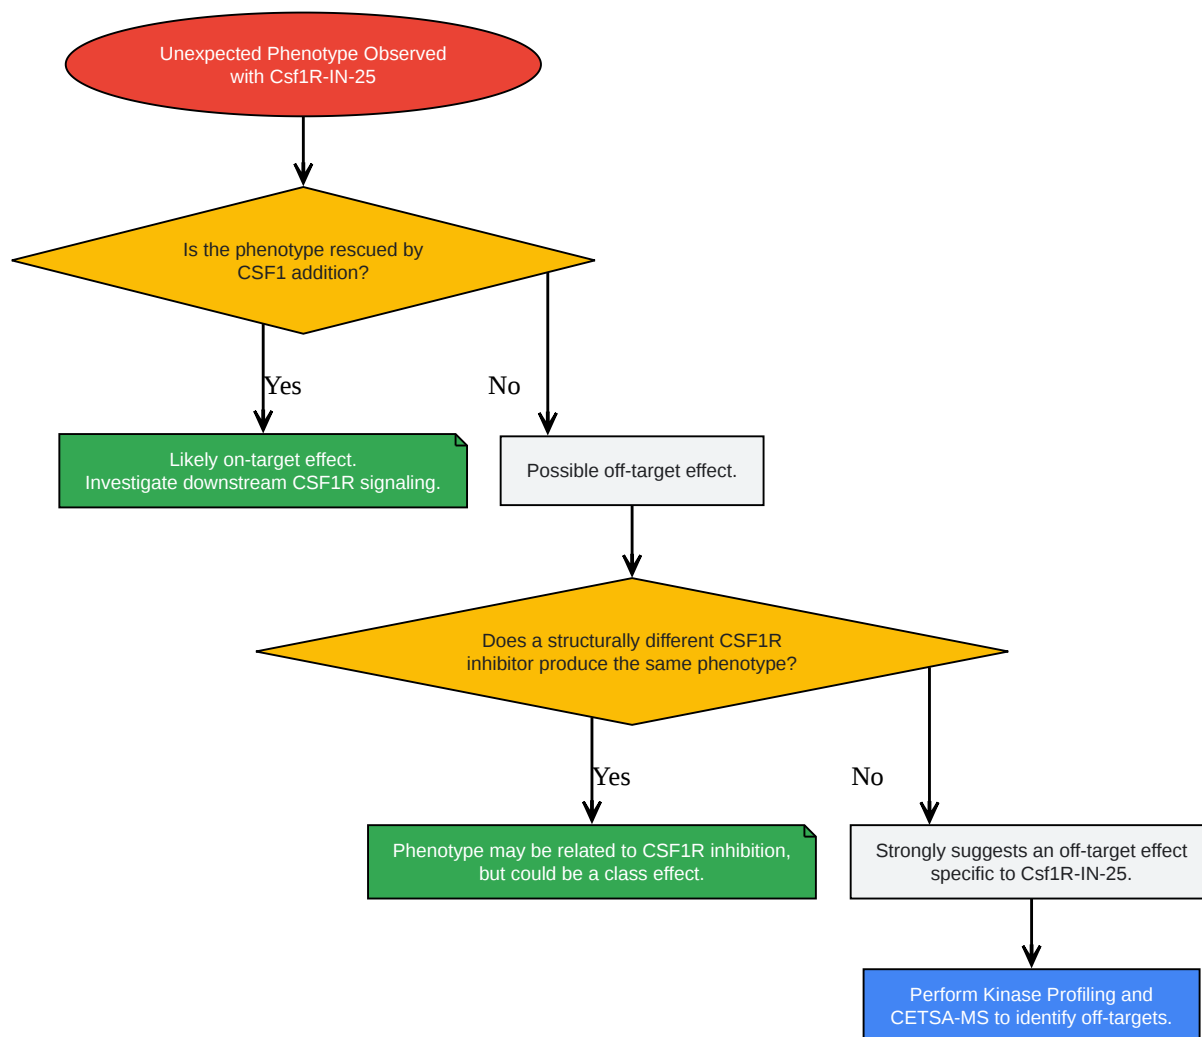 Unexpected Phenotype Observed
with Csf1R-IN-25
Is the phenotype rescued by
CSF1 addition?
Yes
No
Likely on-target effect.
Investigate downstream CSF1R signaling.
Possible off-target effect.
Does a structurally different CSF1R
inhibitor produce the same phenotype?
Yes
No
Phenotype may be related to CSF1R inhibition,
but could be a class effect.
Strongly suggests an off-target effect
specific to Csf1R-IN-25.
Perform Kinase Profiling and
CETSA-MS to identify off-targets.